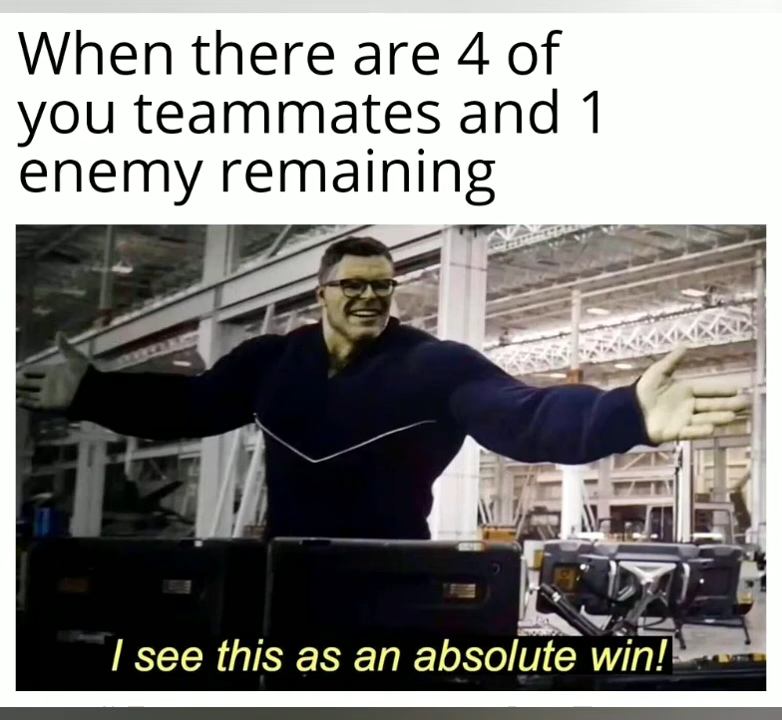 When there are 4 of
you teammates and 1
enemy remaining
I see this as an absolute win!